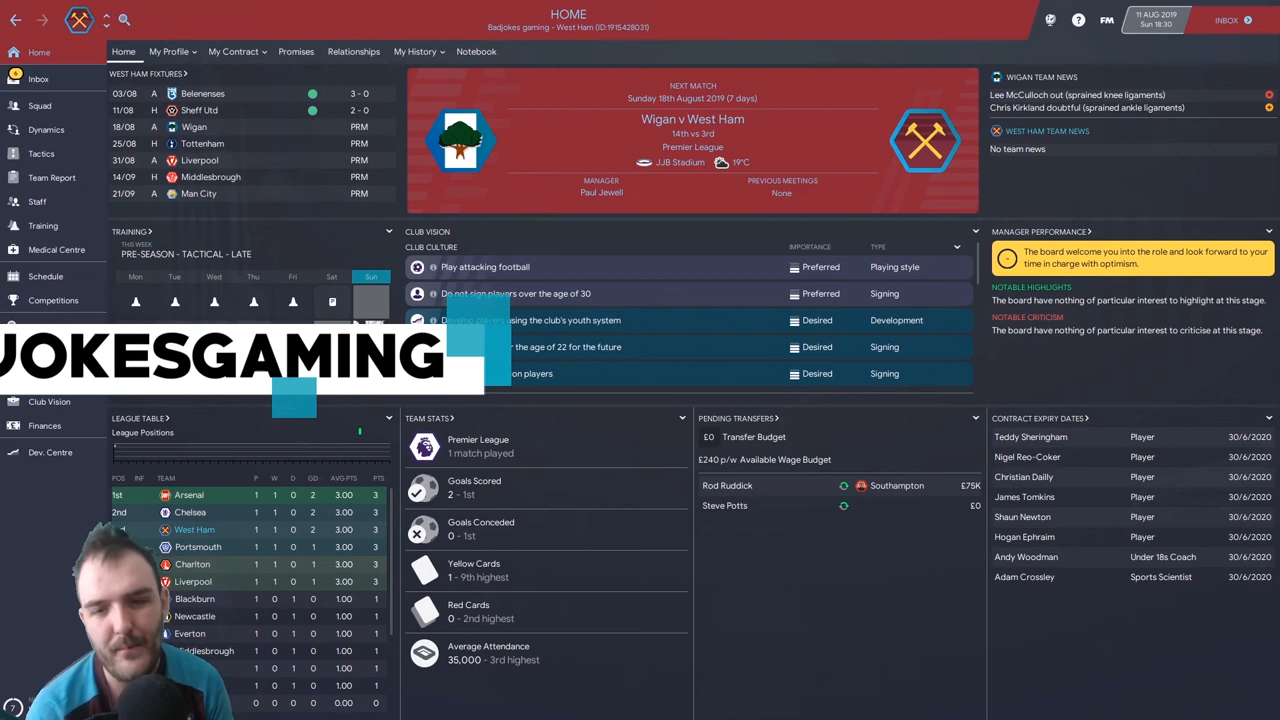 HOME
Badjokes gaming - West Ham (ID:1915428031)
FM
11 AUG 2019
Sun 18:30
INBOX
Home
Inbox
6
Squad
Dynamics
Tactics
Team Report
Staff
Training
Medical Centre
Schedule
Competitions
Club Vision
Finances
Dev. Centre
Home
My Profile
My Contract
Promises
Relationships
My History
Notebook
WEST HAM FIXTURES
03/08 A Belenenses 3 - 0
11/08 H Sheff Utd 2 - 0
18/08 A Wigan PRM
25/08 H Tottenham PRM
31/08 A Liverpool PRM
14/09 H Middlesbrough PRM
21/09 A Man City PRM
NEXT MATCH
Sunday 18th August 2019 (7 days)
Wigan v West Ham
14th vs 3rd
Premier League
JJB Stadium 19°C
MANAGER
Paul Jewell
PREVIOUS MEETINGS
None
WIGAN TEAM NEWS
Lee McCulloch out (sprained knee ligaments)
Chris Kirkland doubtful (sprained ankle ligaments)
WEST HAM TEAM NEWS
No team news
TRAINING
THIS WEEK
PRE-SEASON - TACTICAL - LATE
Mon Tue Wed Thu Fri Sat Sun
JOKESGAMING
CLUB VISION
CLUB CULTURE IMPORTANCE TYPE
Play attacking football Preferred Playing style
Do not sign players over the age of 30 Preferred Signing
Develop players using the club's youth system Desired Development
the age of 22 for the future Desired Signing
on players Desired Signing
MANAGER PERFORMANCE
The board welcome you into the role and look forward to your
time in charge with optimism.
NOTABLE HIGHLIGHTS
The board have nothing of particular interest to highlight at this stage.
NOTABLE CRITICISM
The board have nothing of particular interest to criticise at this stage.
LEAGUE TABLE
League Positions
POS INF TEAM P W D GD AVG PTS PTS
1st Arsenal 1 1 0 2 3.00 3
2nd Chelsea 1 1 0 2 3.00 3
West Ham 1 1 0 2 3.00 3
Portsmouth 1 1 0 1 3.00 3
Charlton 1 1 0 1 3.00 3
Liverpool 1 1 0 1 3.00 3
Blackburn 1 0 1 0 1.00 1
Newcastle 1 0 1 0 1.00 1
Everton 1 0 1 0 1.00 1
ddlesbrough 1 0 1 0 1.00 1
1 0 1 0 1.00 1
1 0 1 0 1.00 1
0 0 0 0 0.00 0
TEAM STATS
Premier League
1 match played
Goals Scored
2 - 1st
Goals Conceded
0 - 1st
Yellow Cards
1 - 9th highest
Red Cards
0 - 2nd highest
Average Attendance
35,000 - 3rd highest
PENDING TRANSFERS
£0 Transfer Budget
£240 p/w Available Wage Budget
Rod Ruddick Southampton £75K
Steve Potts £0
CONTRACT EXPIRY DATES
Teddy Sheringham Player 30/6/2020
Nigel Reo-Coker Player 30/6/2020
Christian Dailly Player 30/6/2020
James Tomkins Player 30/6/2020
Shaun Newton Player 30/6/2020
Hogan Ephraim Player 30/6/2020
Andy Woodman Under 18s Coach 30/6/2020
Adam Crossley Sports Scientist 30/6/2020